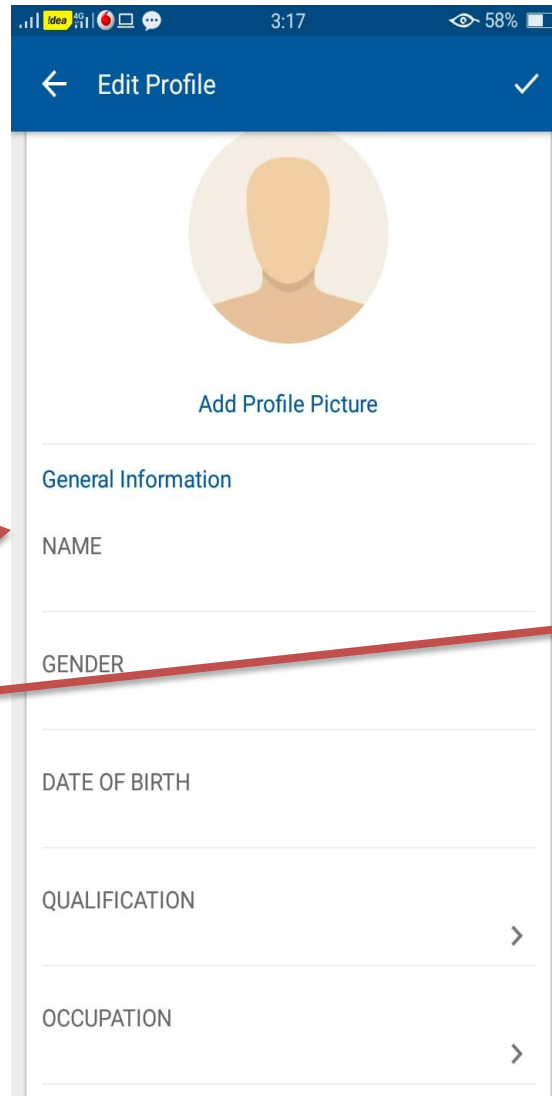 idea 4G 3:17 58%
Edit Profile
Add Profile Picture
General Information
NAME
GENDER
DATE OF BIRTH
QUALIFICATION
OCCUPATION